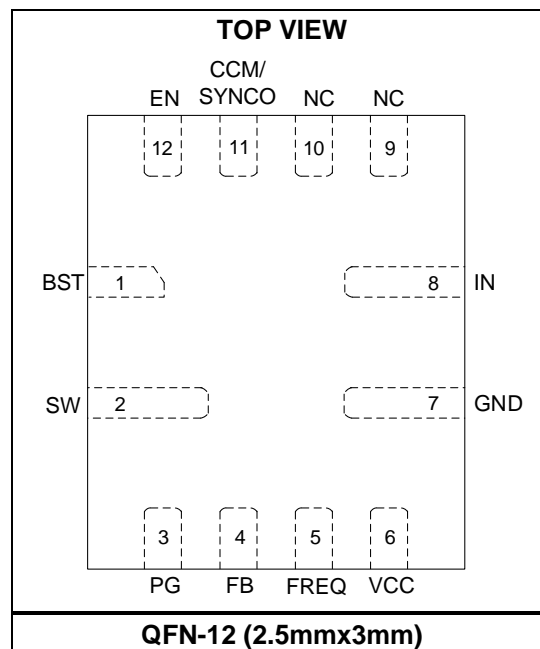 TOP VIEW
CCM/
EN SYNCO NC NC
12 11 10 9
BST 1 8 IN
SW 2 7 GND
3 4 5 6
PG FB FREQ VCC
QFN-12 (2.5mmx3mm)